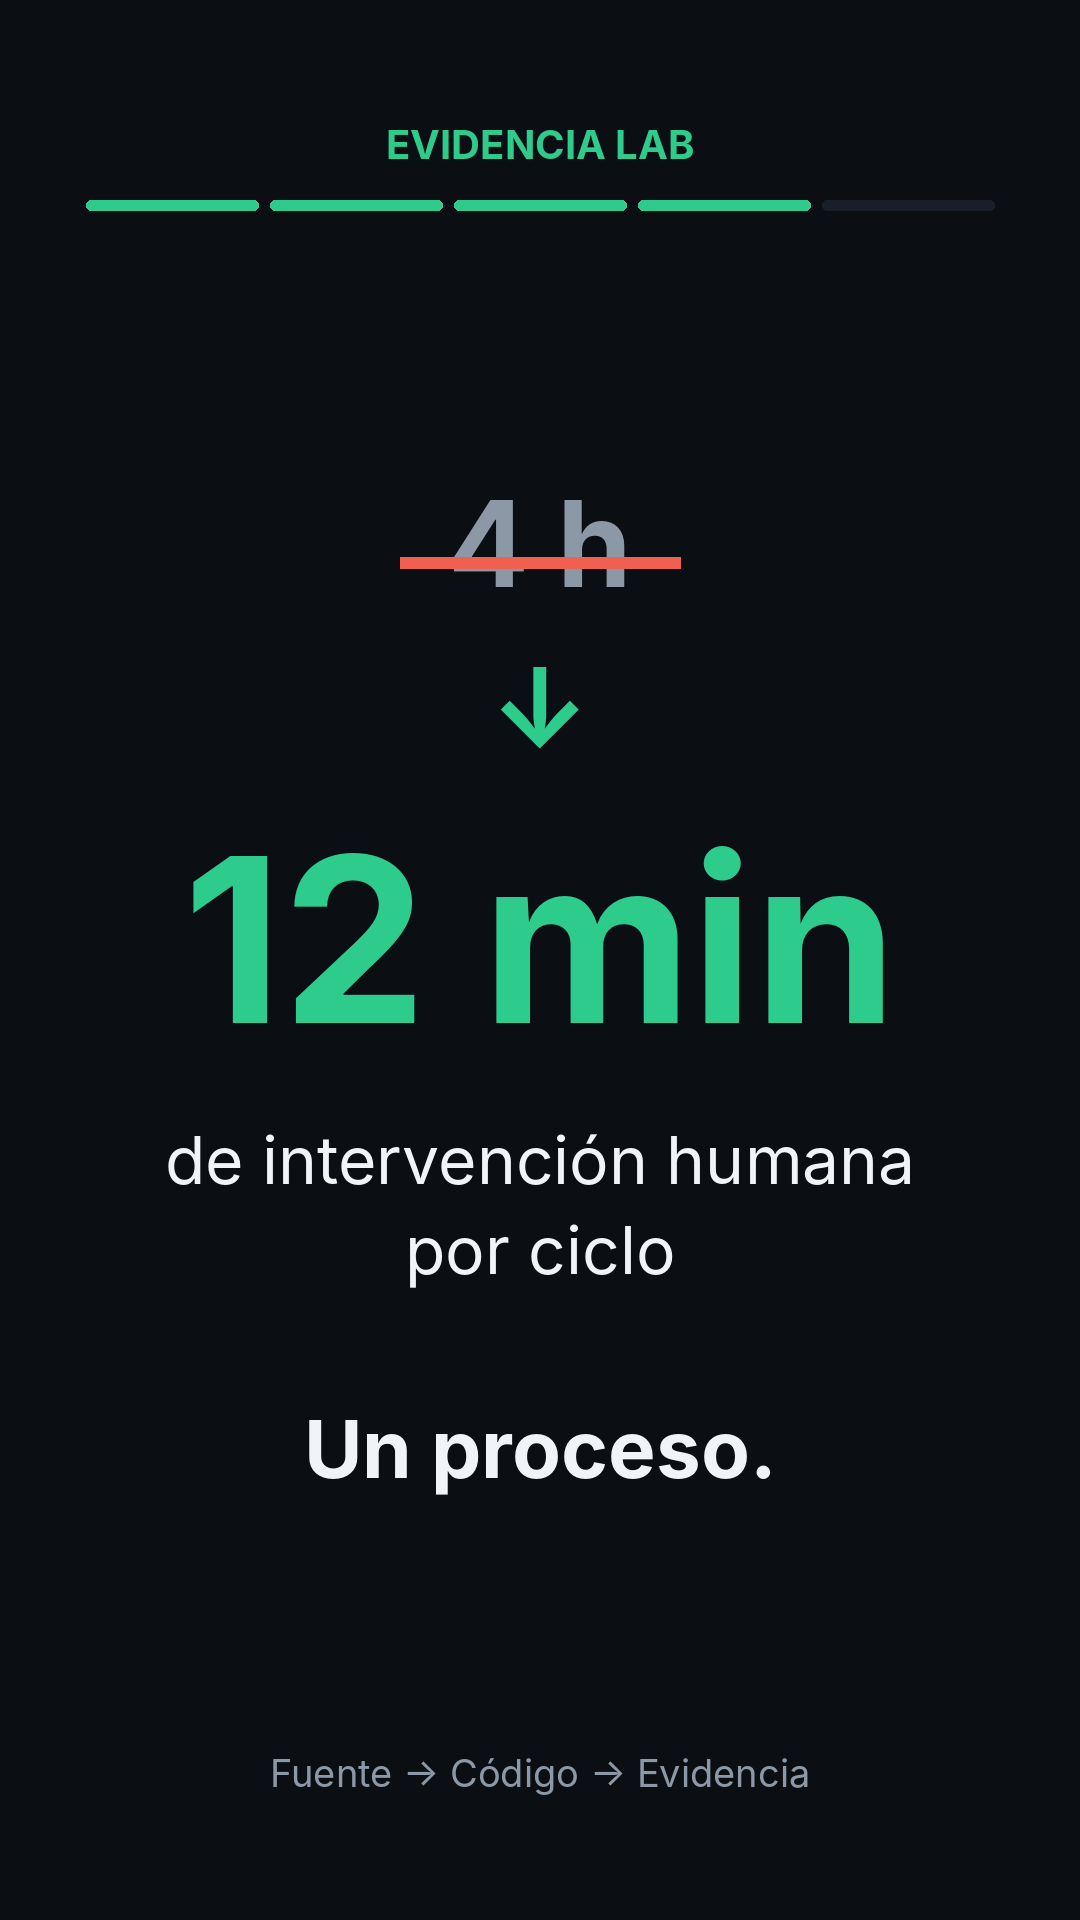 EVIDENCIA LAB
4 h
↓
12 min
de intervención humana
por ciclo
Un proceso.
Fuente → Código → Evidencia